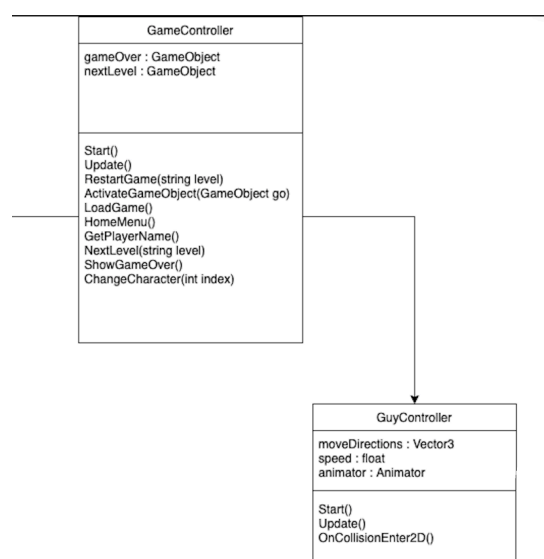 GameController
gameOver : GameObject
nextLevel : GameObject
Start()
Update()
RestartGame(string level)
ActivateGameObject(GameObject go)
LoadGame()
HomeMenu()
GetPlayerName()
NextLevel(string level)
ShowGameOver()
ChangeCharacter(int index)
GuyController
moveDirections : Vector3
speed : float
animator : Animator
Start()
Update()
OnCollisionEnter2D()